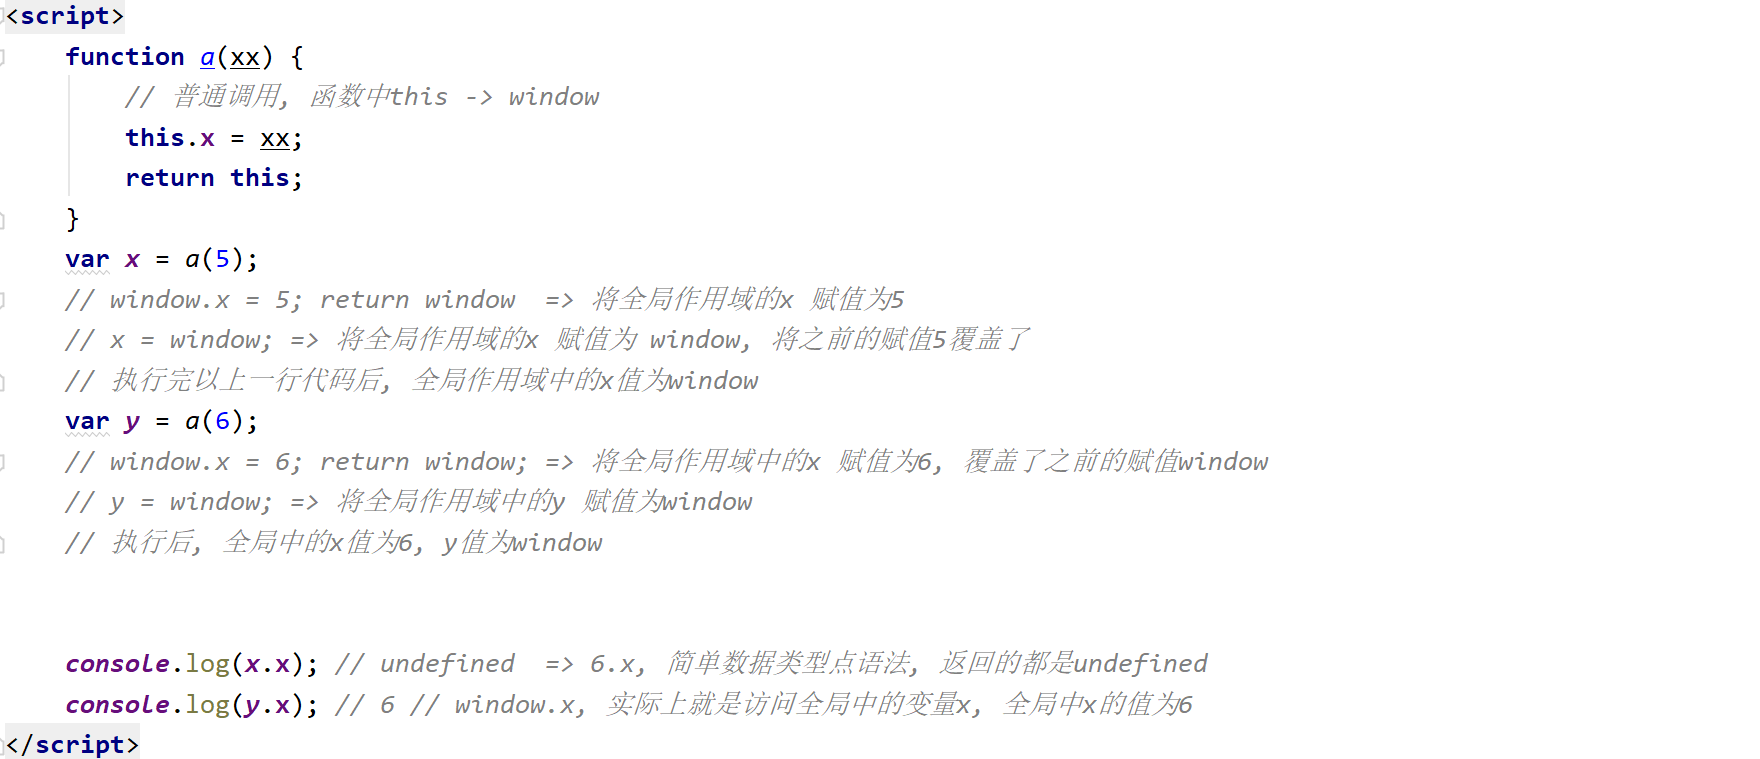 <script>
function a(xx) {
// 普通调用, 函数中this -> window
this.x = xx;
return this;
}
var x = a(5);
// window.x = 5; return window  => 将全局作用域的x 赋值为5
// x = window; => 将全局作用域的x 赋值为 window, 将之前的赋值5覆盖了
// 执行完以上一行代码后, 全局作用域中的x值为window
var y = a(6);
// window.x = 6; return window; => 将全局作用域中的x 赋值为6, 覆盖了之前的赋值window
// y = window; => 将全局作用域中的y 赋值为window
// 执行后, 全局中的x值为6, y值为window
console.log(x.x); // undefined  => 6.x, 简单数据类型点语法, 返回的都是undefined
console.log(y.x); // 6 // window.x, 实际上就是访问全局中的变量x, 全局中x的值为6
</script>